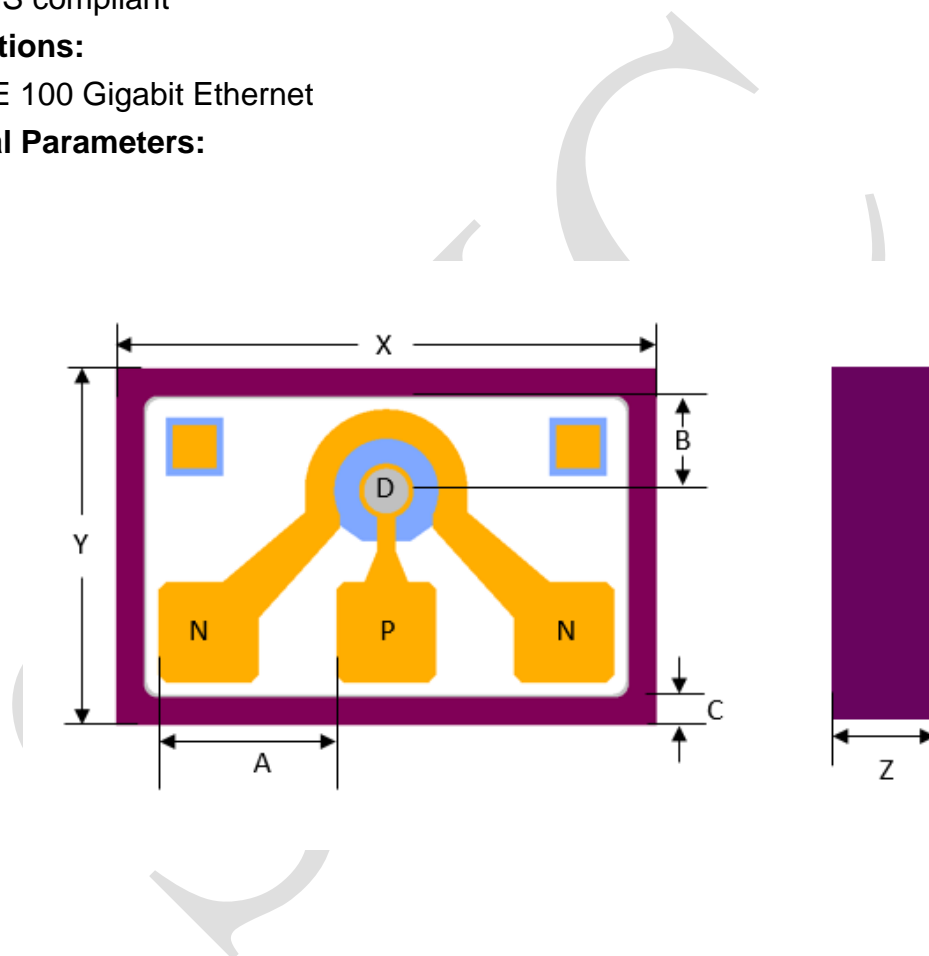 S compliant
tions:
E 100 Gigabit Ethernet
al Parameters:
X
B
D
Y
N P N
C
A
Z